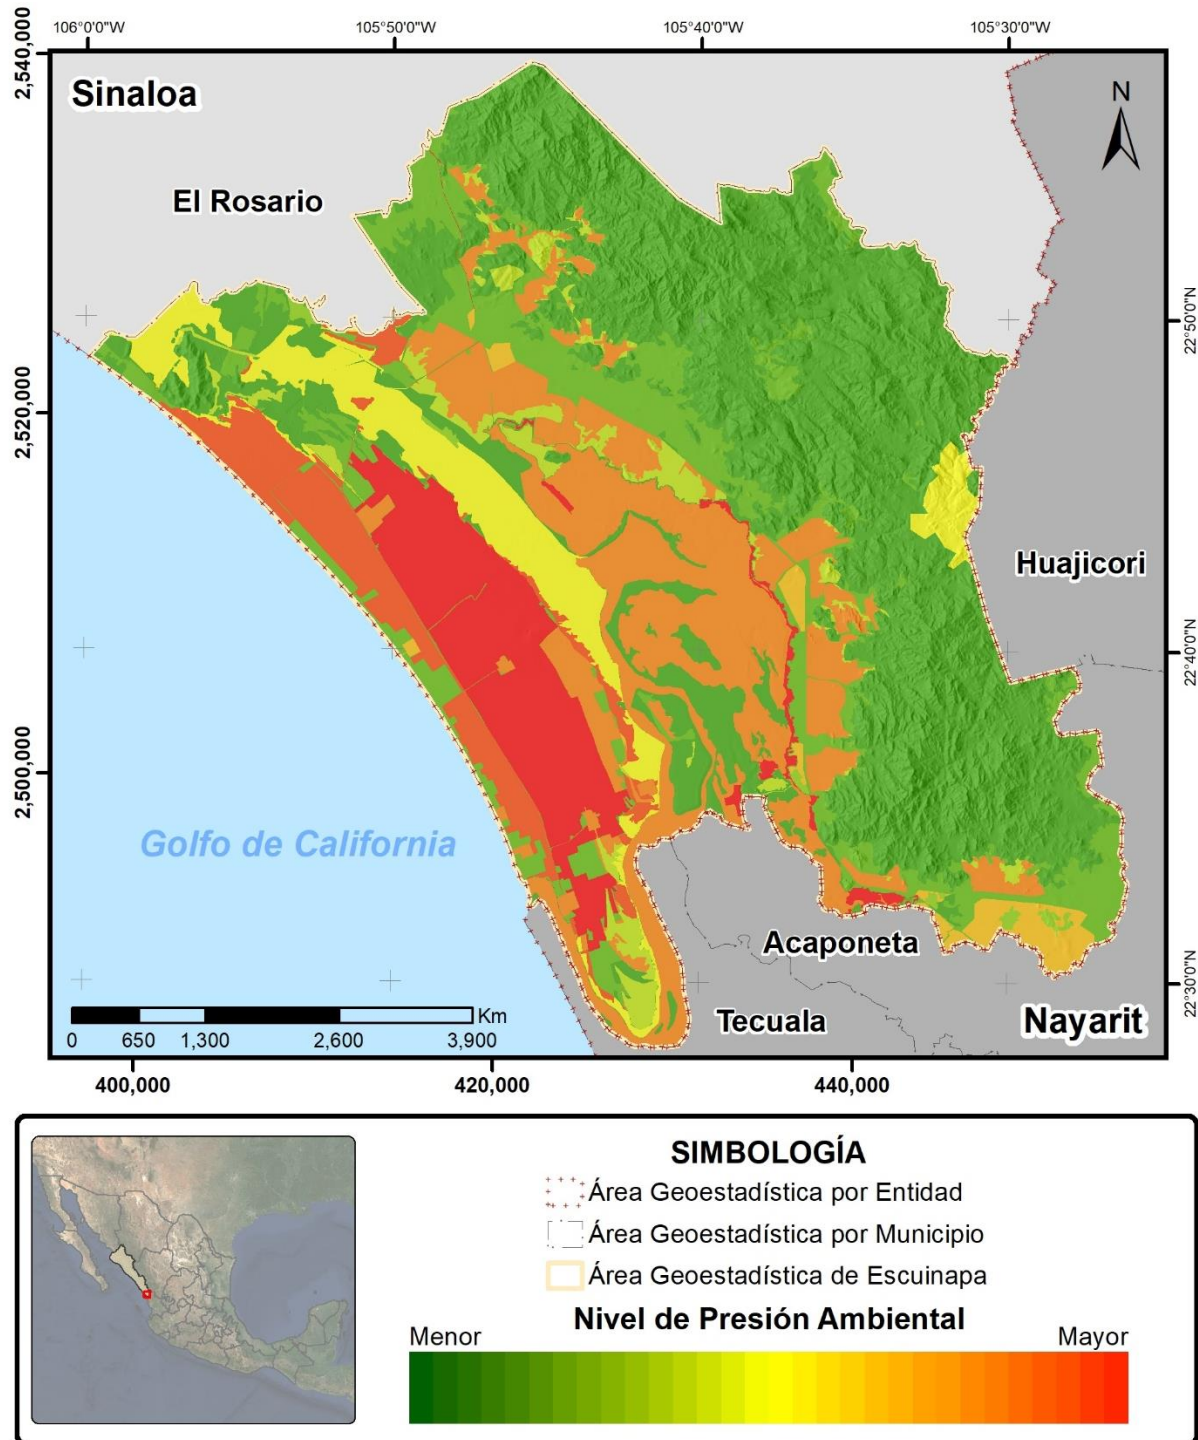 106°0'0"W 105°50'0"W 105°40'0"W 105°30'0"W
2,540,000
Sinaloa
N
El Rosario
22°50'0"N
2,520,000
Huajicori
22°40'0"N
2,500,000
Golfo de California
Acaponeta
22°30'0"N
Tecuala
Nayarit
Km
0 650 1,300 2,600 3,900
400,000 420,000 440,000
SIMBOLOGÍA
Área Geoestadística por Entidad
Área Geoestadística por Municipio
Área Geoestadística de Escuinapa
Nivel de Presión Ambiental
Menor Mayor